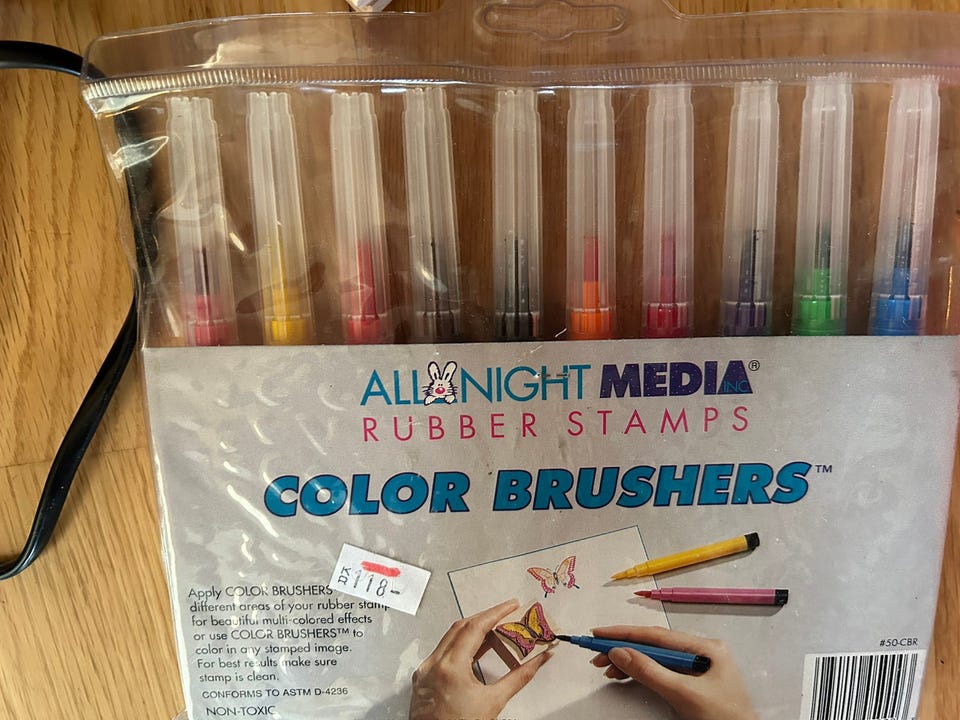 ALL NIGHT MEDIA® INC.
RUBBER STAMPS
COLOR BRUSHERS™
118-
Apply COLOR BRUSHERS
different areas of your rubber stamp
for beautiful multi-colored effects
or use COLOR BRUSHERS™ to
color in any stamped image.
For best results make sure
stamp is clean.
CONFORMS TO ASTM D-4236
NON-TOXIC
#50-CBR